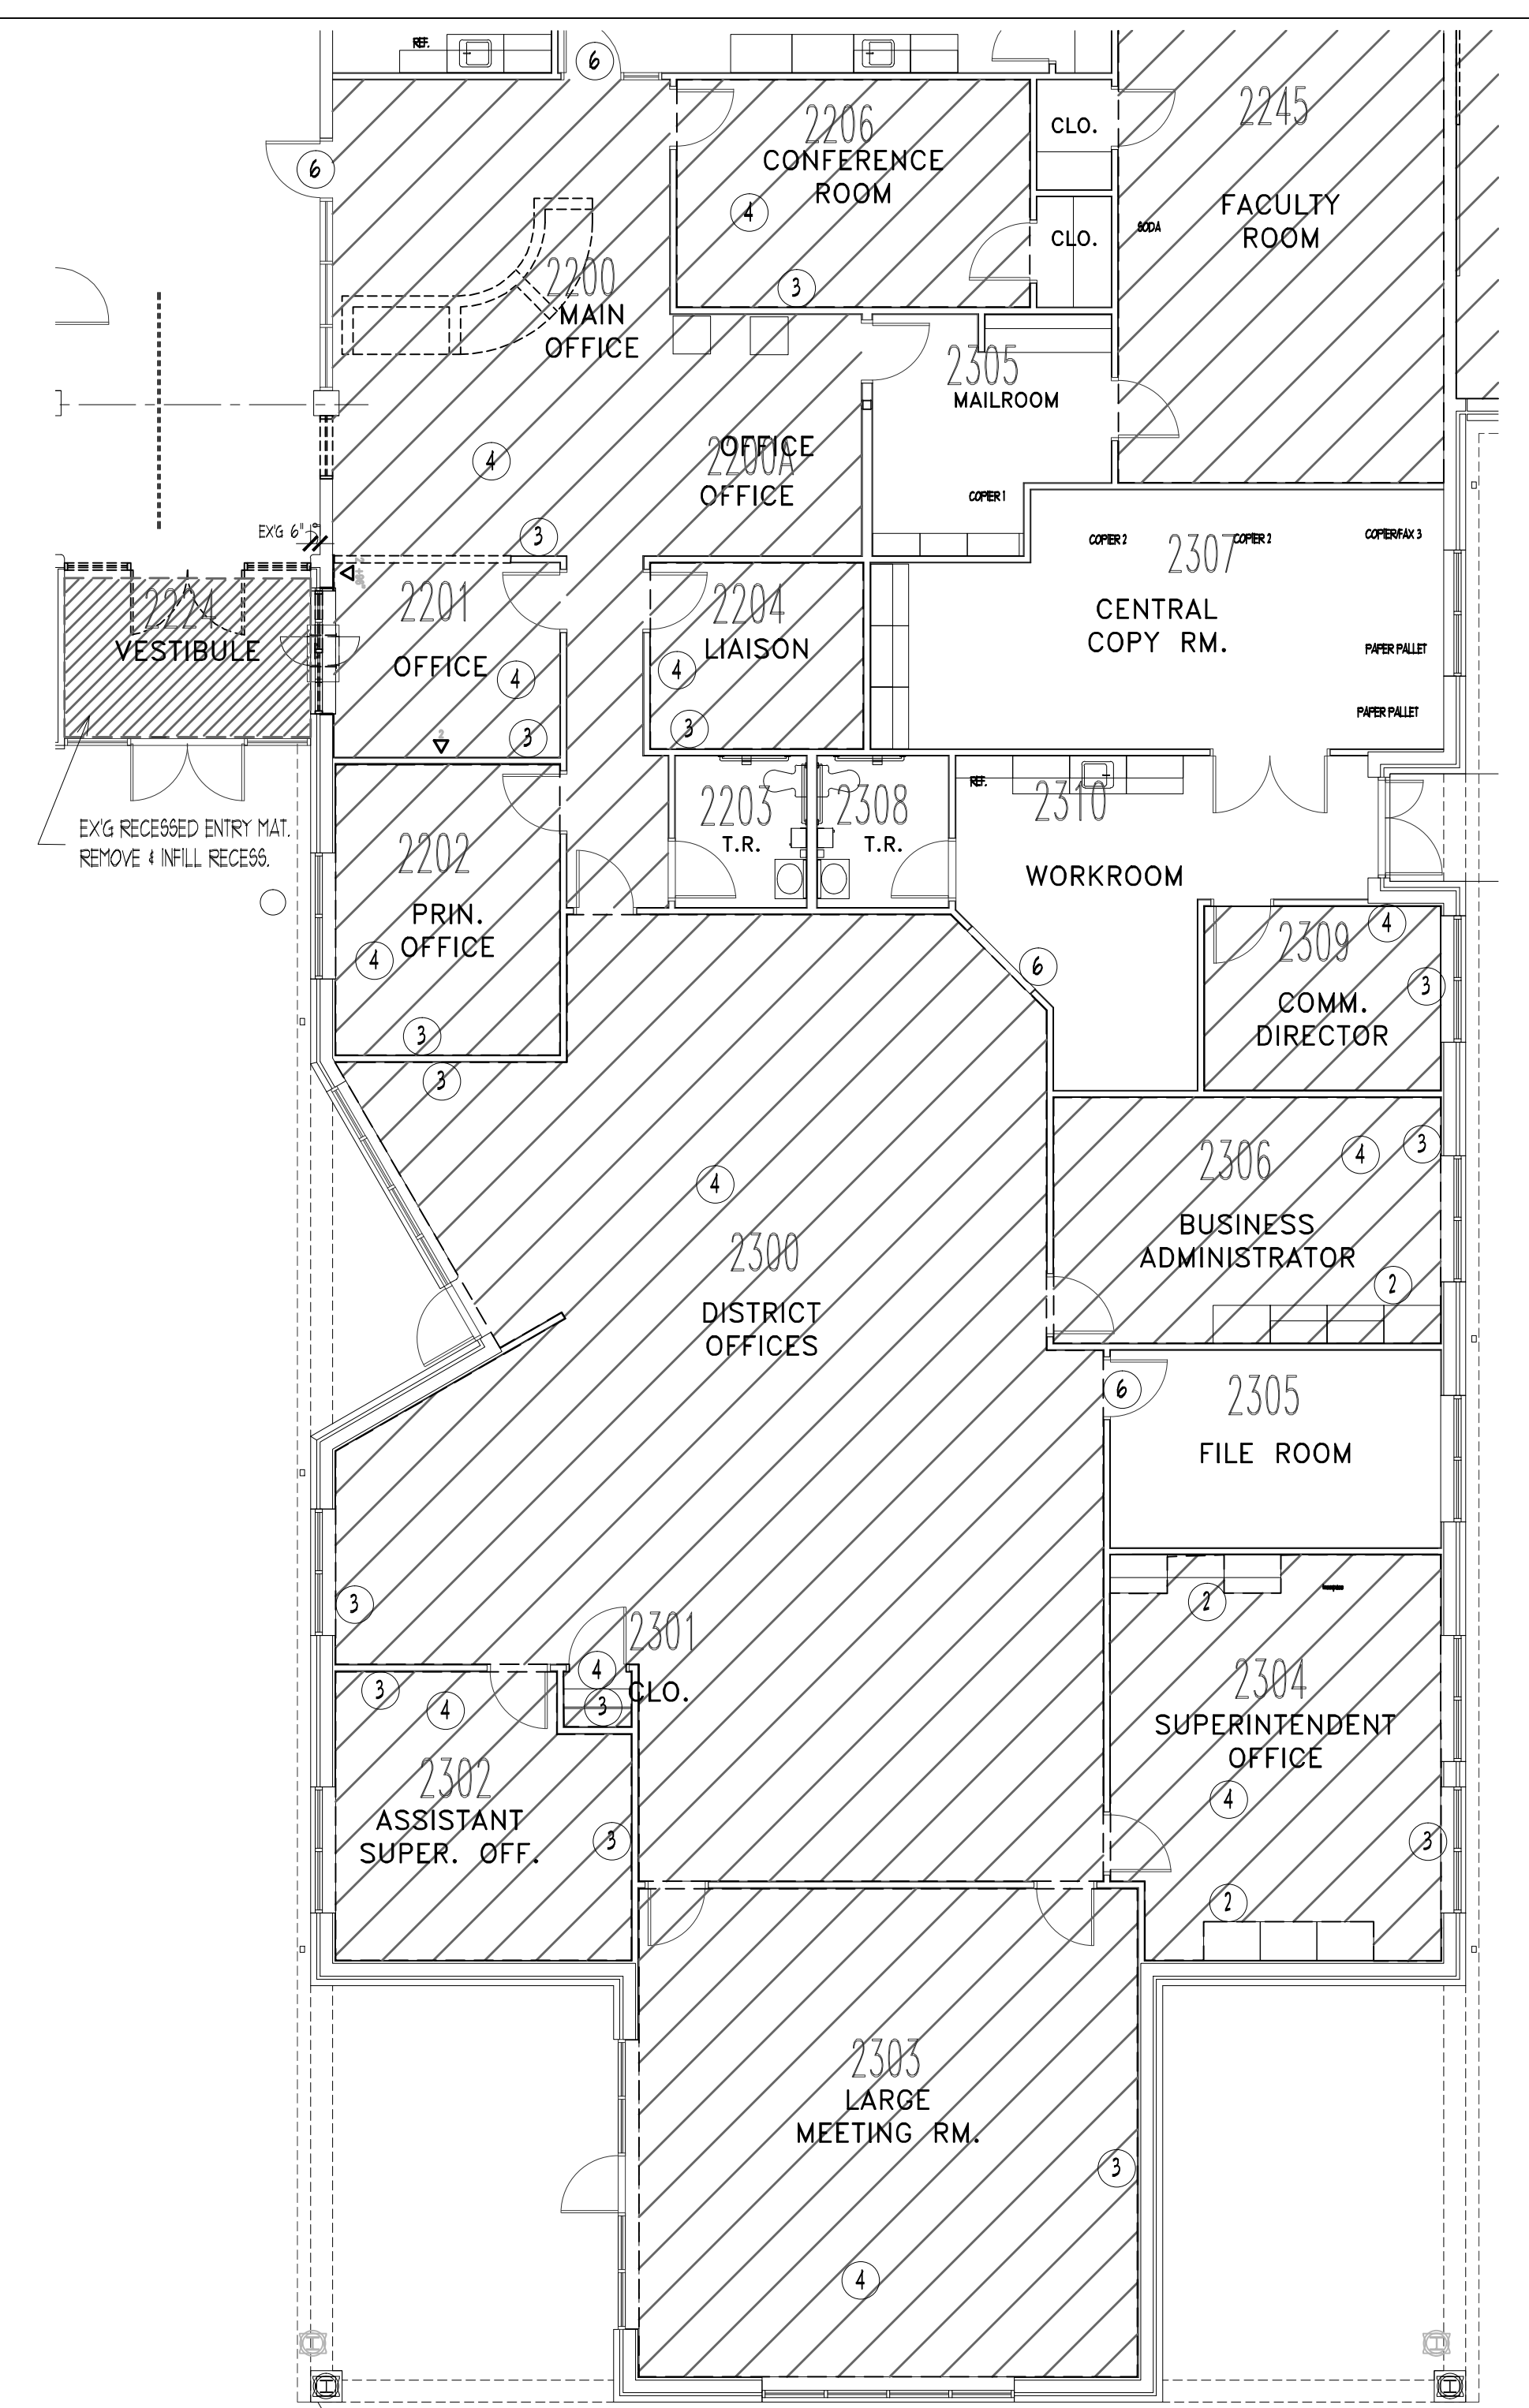 REF.
6
2206
CONFERENCE
ROOM
CLO.
2245
6
4
FACULTY
ROOM
SODA
CLO.
2200
MAIN
OFFICE
3
2305
MAILROOM
4
OFFICE
2200A
OFFICE
COPIER 1
EX'G 6"
3
COPIER 2
2307
COPIER 2
COPIER/FAX 3
2224
VESTIBULE
2201
OFFICE
4
3
2
2204
LIAISON
4
3
CENTRAL
COPY RM.
PAPER PALLET
PAPER PALLET
EX'G RECESSED ENTRY MAT.
REMOVE & INFILL RECESS.
2202
PRIN.
OFFICE
4
3
2203
T.R.
2308
T.R.
REF.
2310
WORKROOM
6
2309
4
3
COMM.
DIRECTOR
3
4
2300
DISTRICT
OFFICES
2306
4
3
BUSINESS
ADMINISTRATOR
2
6
2305
FILE ROOM
3
2301
4
3
CLO.
2
2304
SUPERINTENDENT
OFFICE
4
3
2
3
4
2302
ASSISTANT
SUPER. OFF.
3
2303
LARGE
MEETING RM.
3
4